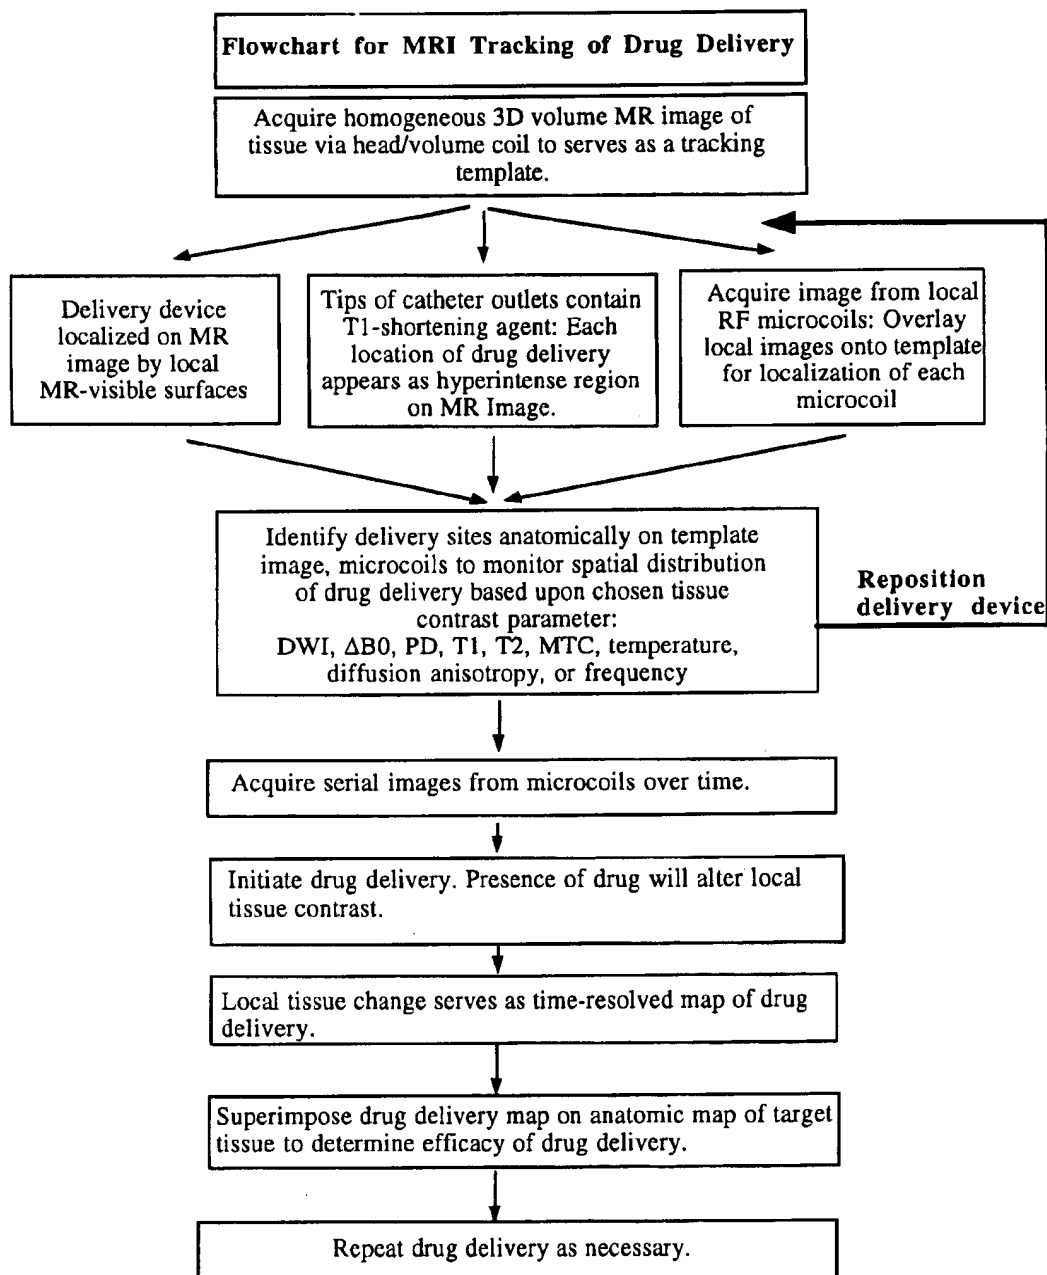 Flowchart for MRI Tracking of Drug Delivery
Acquire homogeneous 3D volume MR image of
tissue via head/volume coil to serves as a tracking
template.
Delivery device
localized on MR
image by local
MR-visible surfaces
Tips of catheter outlets contain
T1-shortening agent: Each
location of drug delivery
appears as hyperintense region
on MR Image.
Acquire image from local
RF microcoils: Overlay
local images onto template
for localization of each
microcoil
Identify delivery sites anatomically on template
image, microcoils to monitor spatial distribution
of drug delivery based upon chosen tissue
contrast parameter:
DWI, ΔB0, PD, T1, T2, MTC, temperature,
diffusion anisotropy, or frequency
Reposition
delivery device
Acquire serial images from microcoils over time.
Initiate drug delivery. Presence of drug will alter local
tissue contrast.
Local tissue change serves as time-resolved map of drug
delivery.
Superimpose drug delivery map on anatomic map of target
tissue to determine efficacy of drug delivery.
Repeat drug delivery as necessary.